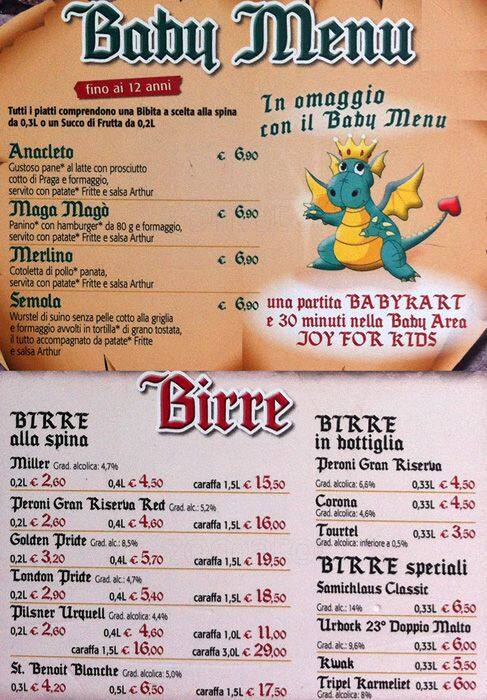 Baby Menu
fino ai 12 anni
Tutti i piatti comprendono una Bibita a scelta alla spina
da 0,3L o un Succo di Frutta da 0,2L
In omaggio
con il Baby Menu
Anacleto € 6,90
Gustoso pane* al latte con prosciutto
cotto di Praga e formaggio,
servito con patate* Fritte e salsa Arthur
Maga Magò € 6,90
Panino* con hamburger* da 80 g e formaggio,
servito con patate* Fritte e salsa Arthur
Merlino € 6,90
Cotoletta di pollo* panata,
servita con patate* Fritte e salsa Arthur
Semola € 6,90
Wurstel di suino senza pelle cotto alla griglia
e formaggio avvolti in tortilla* di grano tostata,
il tutto accompagnato da patate* Fritte
e salsa Arthur
una partita BABYKART
e 30 minuti nella Baby Area
JOY FOR KIDS
Birre
BIRRE
alla spina
Miller Grad. alcolica: 4,7%
0,2L € 2,60 0,4L € 4,50 caraffa 1,5L € 15,50
Peroni Gran Riserva Red Grad. alc.: 5,2%
0,2L € 2,60 0,4L € 4,60 caraffa 1,5L € 16,00
Golden Pride Grad. alc.: 8,5%
0,2L € 3,20 0,4L € 5,70 caraffa 1,5L € 19,50
London Pride Grad. alc.: 4,7%
0,2L € 2,90 0,4L € 5,40 caraffa 1,5L € 18,50
Pilsner Urquell Grad. alcolica: 4,4%
0,2L € 2,60 0,4L € 4,60 caraffa 1,0L € 11,00
caraffa 1,5L € 16,00 caraffa 3,0L € 29,00
St. Benoit Blanche Grad. alcolica: 5,0%
0,3L € 4,20 0,5L € 6,50 caraffa 1,5L € 17,50
BIRRE
in bottiglia
Peroni Gran Riserva
Grad. alcolica: 6,6% 0,33L € 4,50
Corona
Grad. alcolica: 4,6% 0,33L € 4,50
Tourtel
Grad. alcolica: inferiore a 0,5% 0,33L € 3,50
BIRRE speciali
Samichlaus Classic
Grad. alc.: 14% 0,33L € 6,50
Urbock 23° Doppio Malto
Grad. alc.: 9,6% 0,33L € 6,00
Kwak 0,33L € 5,50
Tripel Karmeliet 0,33L € 6,00
Grad. alcolica: 8%